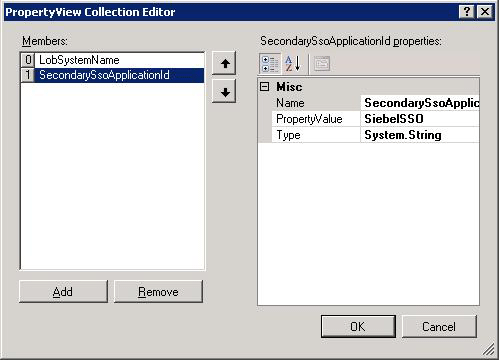 PropertyView Collection Editor
Members:
0 LobSystemName
1 SecondarySsoApplicationId
Add
Remove
SecondarySsoApplicationId properties:
Misc
Name SecondarySsoApplic
PropertyValue SiebelSSO
Type System.String
OK
Cancel